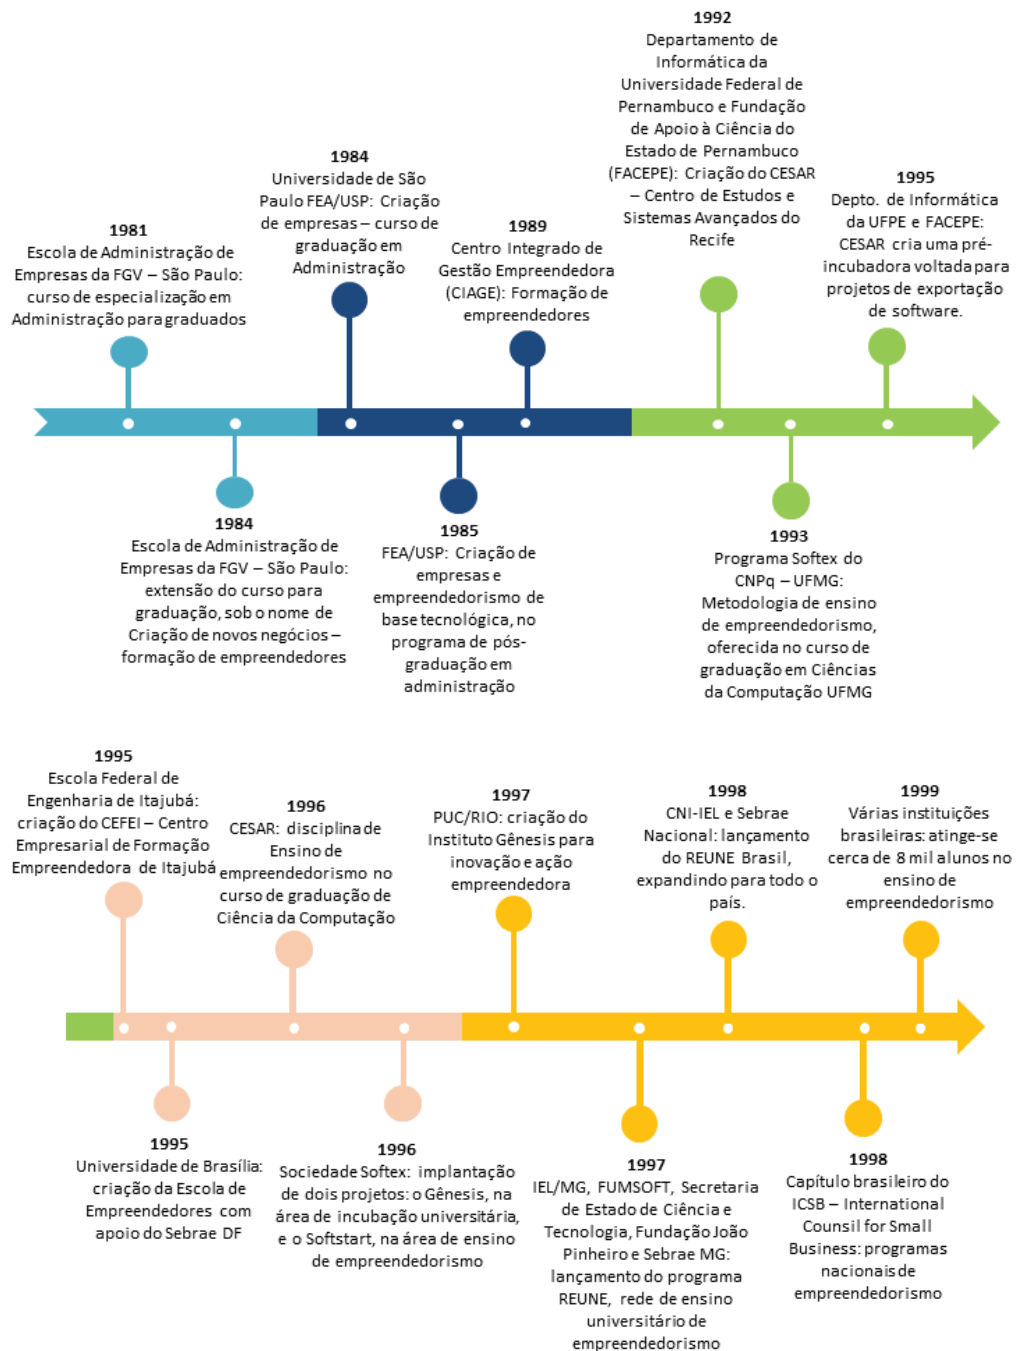 1981
Escola de Administração de
Empresas da FGV – São Paulo:
curso de especialização em
Administração para graduados
1984
Universidade de São
Paulo FEA/USP: Criação
de empresas – curso de
graduação em
Administração
1989
Centro Integrado de
Gestão Empreendedora
(CIAGE): Formação de
empreendedores
1992
Departamento de
Informática da
Universidade Federal de
Pernambuco e Fundação
de Apoio à Ciência do
Estado de Pernambuco
(FACEPE): Criação do CESAR
– Centro de Estudos e
Sistemas Avançados do
Recife
1995
Depto. de Informática
da UFPE e FACEPE:
CESAR cria uma pré-
incubadora voltada para
projetos de exportação
de software.
1984
Escola de Administração de
Empresas da FGV – São Paulo:
extensão do curso para
graduação, sob o nome de
Criação de novos negócios –
formação de empreendedores
1985
FEA/USP: Criação de
empresas e
empreendedorismo de
base tecnológica, no
programa de pós-
graduação em
administração
1993
Programa Softex do
CNPq – UFMG:
Metodologia de ensino
de empreendedorismo,
oferecida no curso de
graduação em Ciências
da Computação UFMG
1995
Escola Federal de
Engenharia de Itajubá:
criação do CEFEI – Centro
Empresarial de Formação
Empreendedora de Itajubá
1996
CESAR: disciplina de
Ensino de
empreendedorismo no
curso de graduação de
Ciência da Computação
1997
PUC/RIO: criação do
Instituto Gênesis para
inovação e ação
empreendedora
1998
CNI-IEL e Sebrae
Nacional: lançamento
do REUNE Brasil,
expandindo para todo o
país.
1999
Várias instituições
brasileiras: atinge-se
cerca de 8 mil alunos no
ensino de
empreendedorismo
1995
Universidade de Brasília:
criação da Escola de
Empreendedores com
apoio do Sebrae DF
1996
Sociedade Softex: implantação
de dois projetos: o Gênesis, na
área de incubação universitária,
e o Softstart, na área de ensino
de empreendedorismo
1997
IEL/MG, FUMSOFT, Secretaria
de Estado de Ciência e
Tecnologia, Fundação João
Pinheiro e Sebrae MG:
lançamento do programa
REUNE, rede de ensino
universitário de
empreendedorismo
1998
Capítulo brasileiro do
ICSB – International
Counsil for Small
Business: programas
nacionais de
empreendedorismo